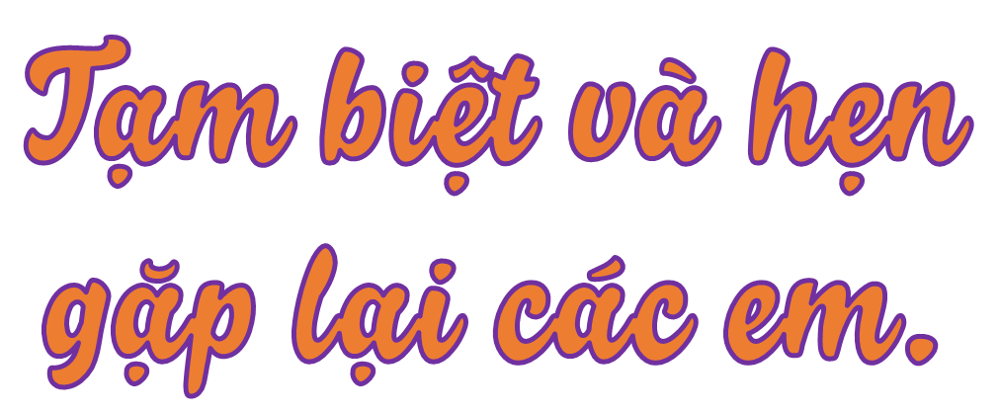 Tạm biệt và hẹn
gặp lại các em.